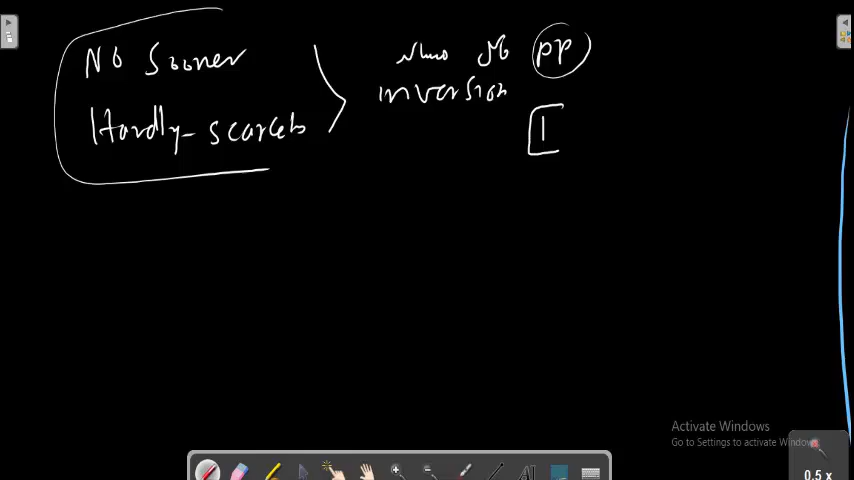 No Sooner
Hardly - scarcely
PP
inversion
I
Activate Windows
Go to Settings to activate Windows.
0.5 x